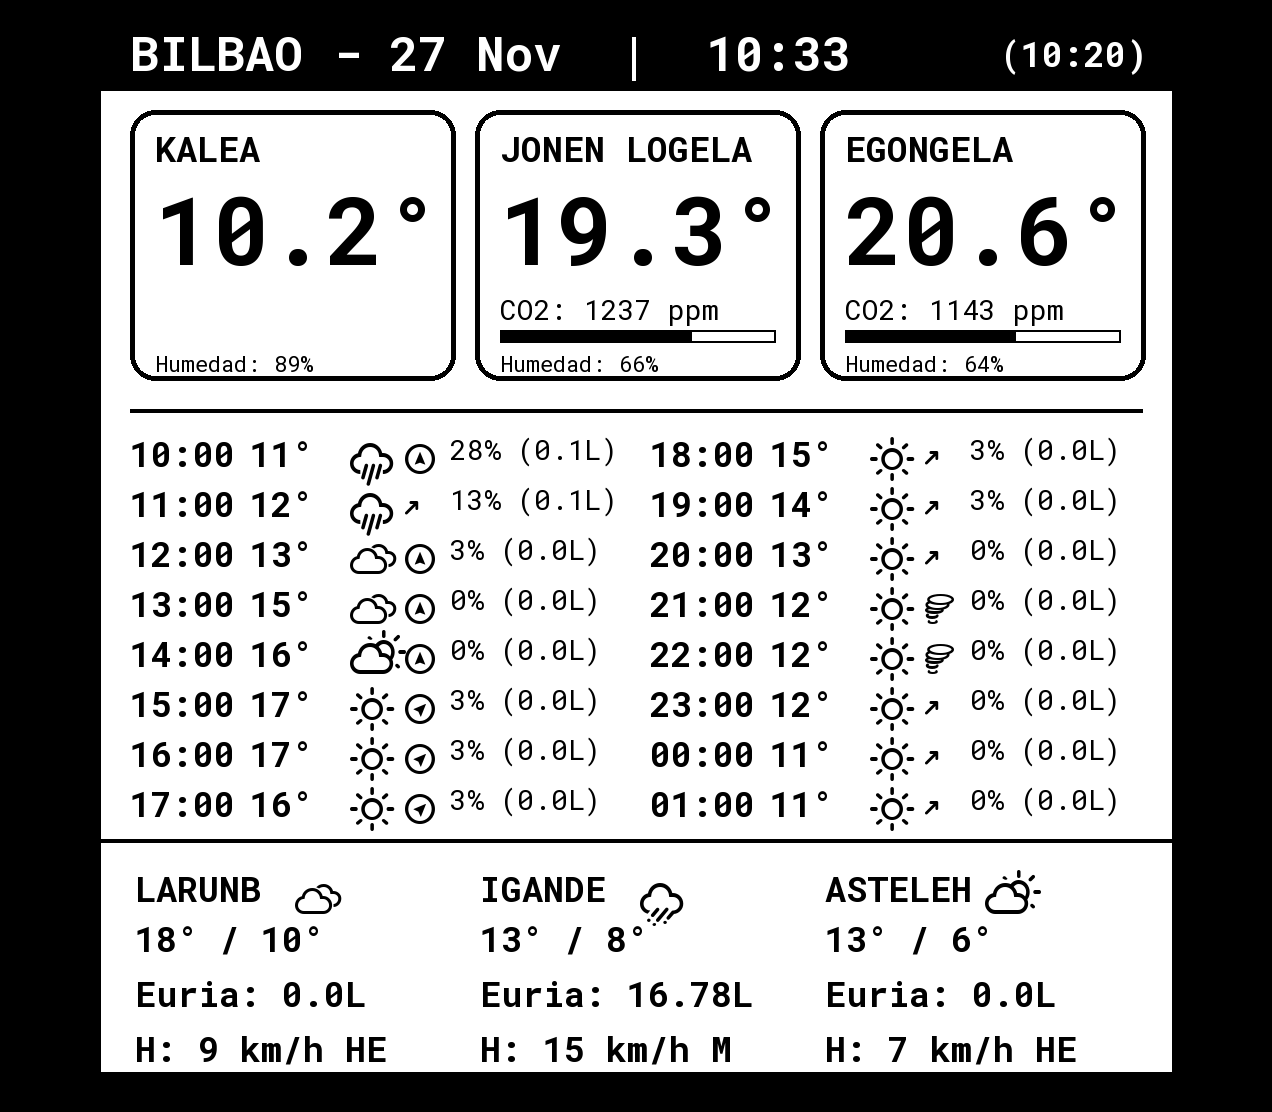 BILBAO - 27 Nov | 10:33 (10:20)
KALEA
10.2°
Humedad: 89%
JONEN LOGELA
19.3°
CO2: 1237 ppm
Humedad: 66%
EGONGELA
20.6°
CO2: 1143 ppm
Humedad: 64%
10:00 11° 28% (0.1L)
11:00 12° 13% (0.1L)
12:00 13° 3% (0.0L)
13:00 15° 0% (0.0L)
14:00 16° 0% (0.0L)
15:00 17° 3% (0.0L)
16:00 17° 3% (0.0L)
17:00 16° 3% (0.0L)
18:00 15° 3% (0.0L)
19:00 14° 3% (0.0L)
20:00 13° 0% (0.0L)
21:00 12° 0% (0.0L)
22:00 12° 0% (0.0L)
23:00 12° 0% (0.0L)
00:00 11° 0% (0.0L)
01:00 11° 0% (0.0L)
LARUNB
18° / 10°
Euria: 0.0L
H: 9 km/h HE
IGANDE
13° / 8°
Euria: 16.78L
H: 15 km/h M
ASTELEH
13° / 6°
Euria: 0.0L
H: 7 km/h HE